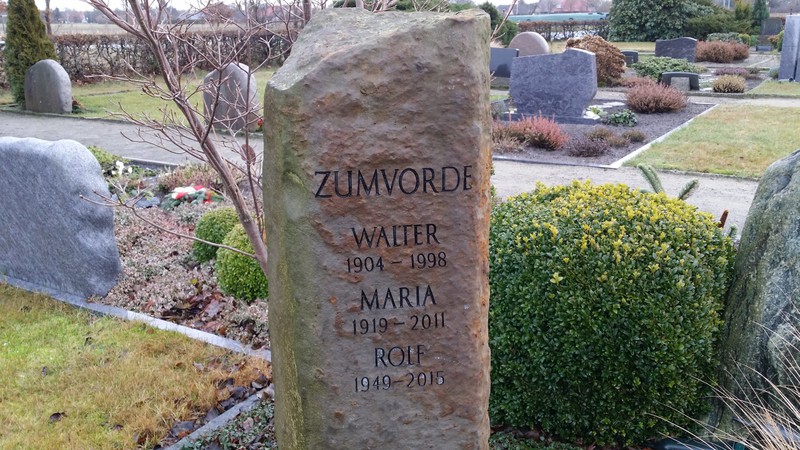 ZUMVORDE
WALTER
1904 – 1998
MARIA
1919 – 2011
ROLF
1949 – 2015